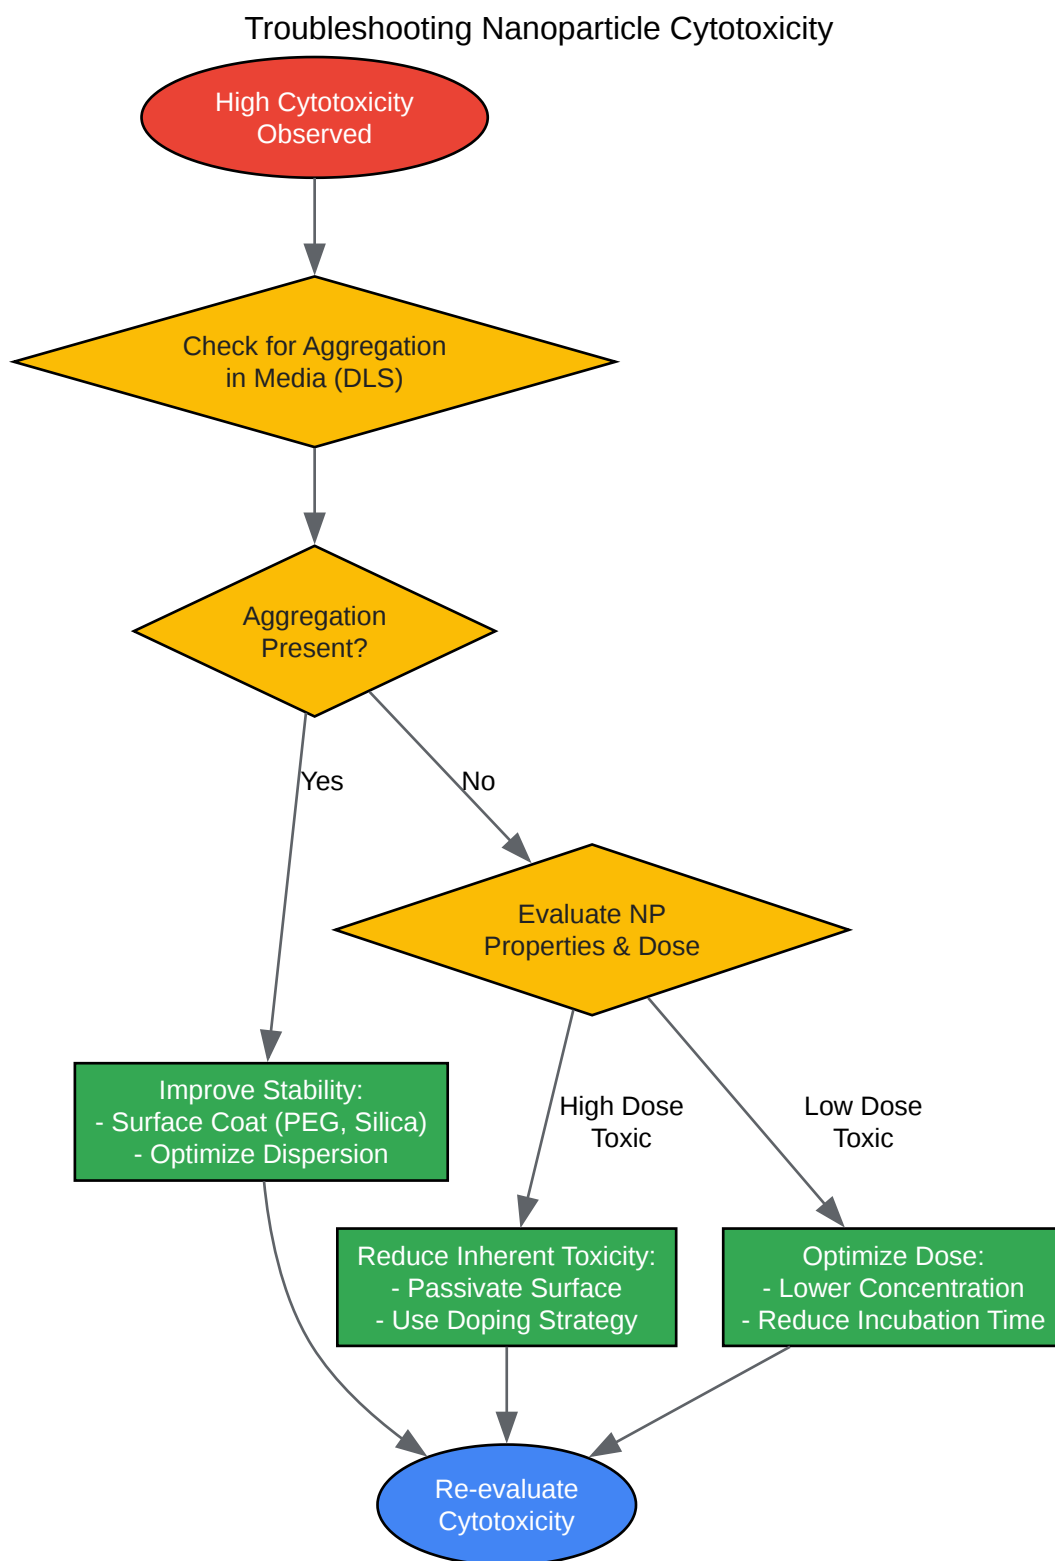 Troubleshooting Nanoparticle Cytotoxicity
High Cytotoxicity
Observed
Check for Aggregation
in Media (DLS)
Aggregation
Present?
Yes
No
Evaluate NP
Properties & Dose
Improve Stability:
- Surface Coat (PEG, Silica)
- Optimize Dispersion
High Dose
Toxic
Low Dose
Toxic
Reduce Inherent Toxicity:
- Passivate Surface
- Use Doping Strategy
Optimize Dose:
- Lower Concentration
- Reduce Incubation Time
Re-evaluate
Cytotoxicity